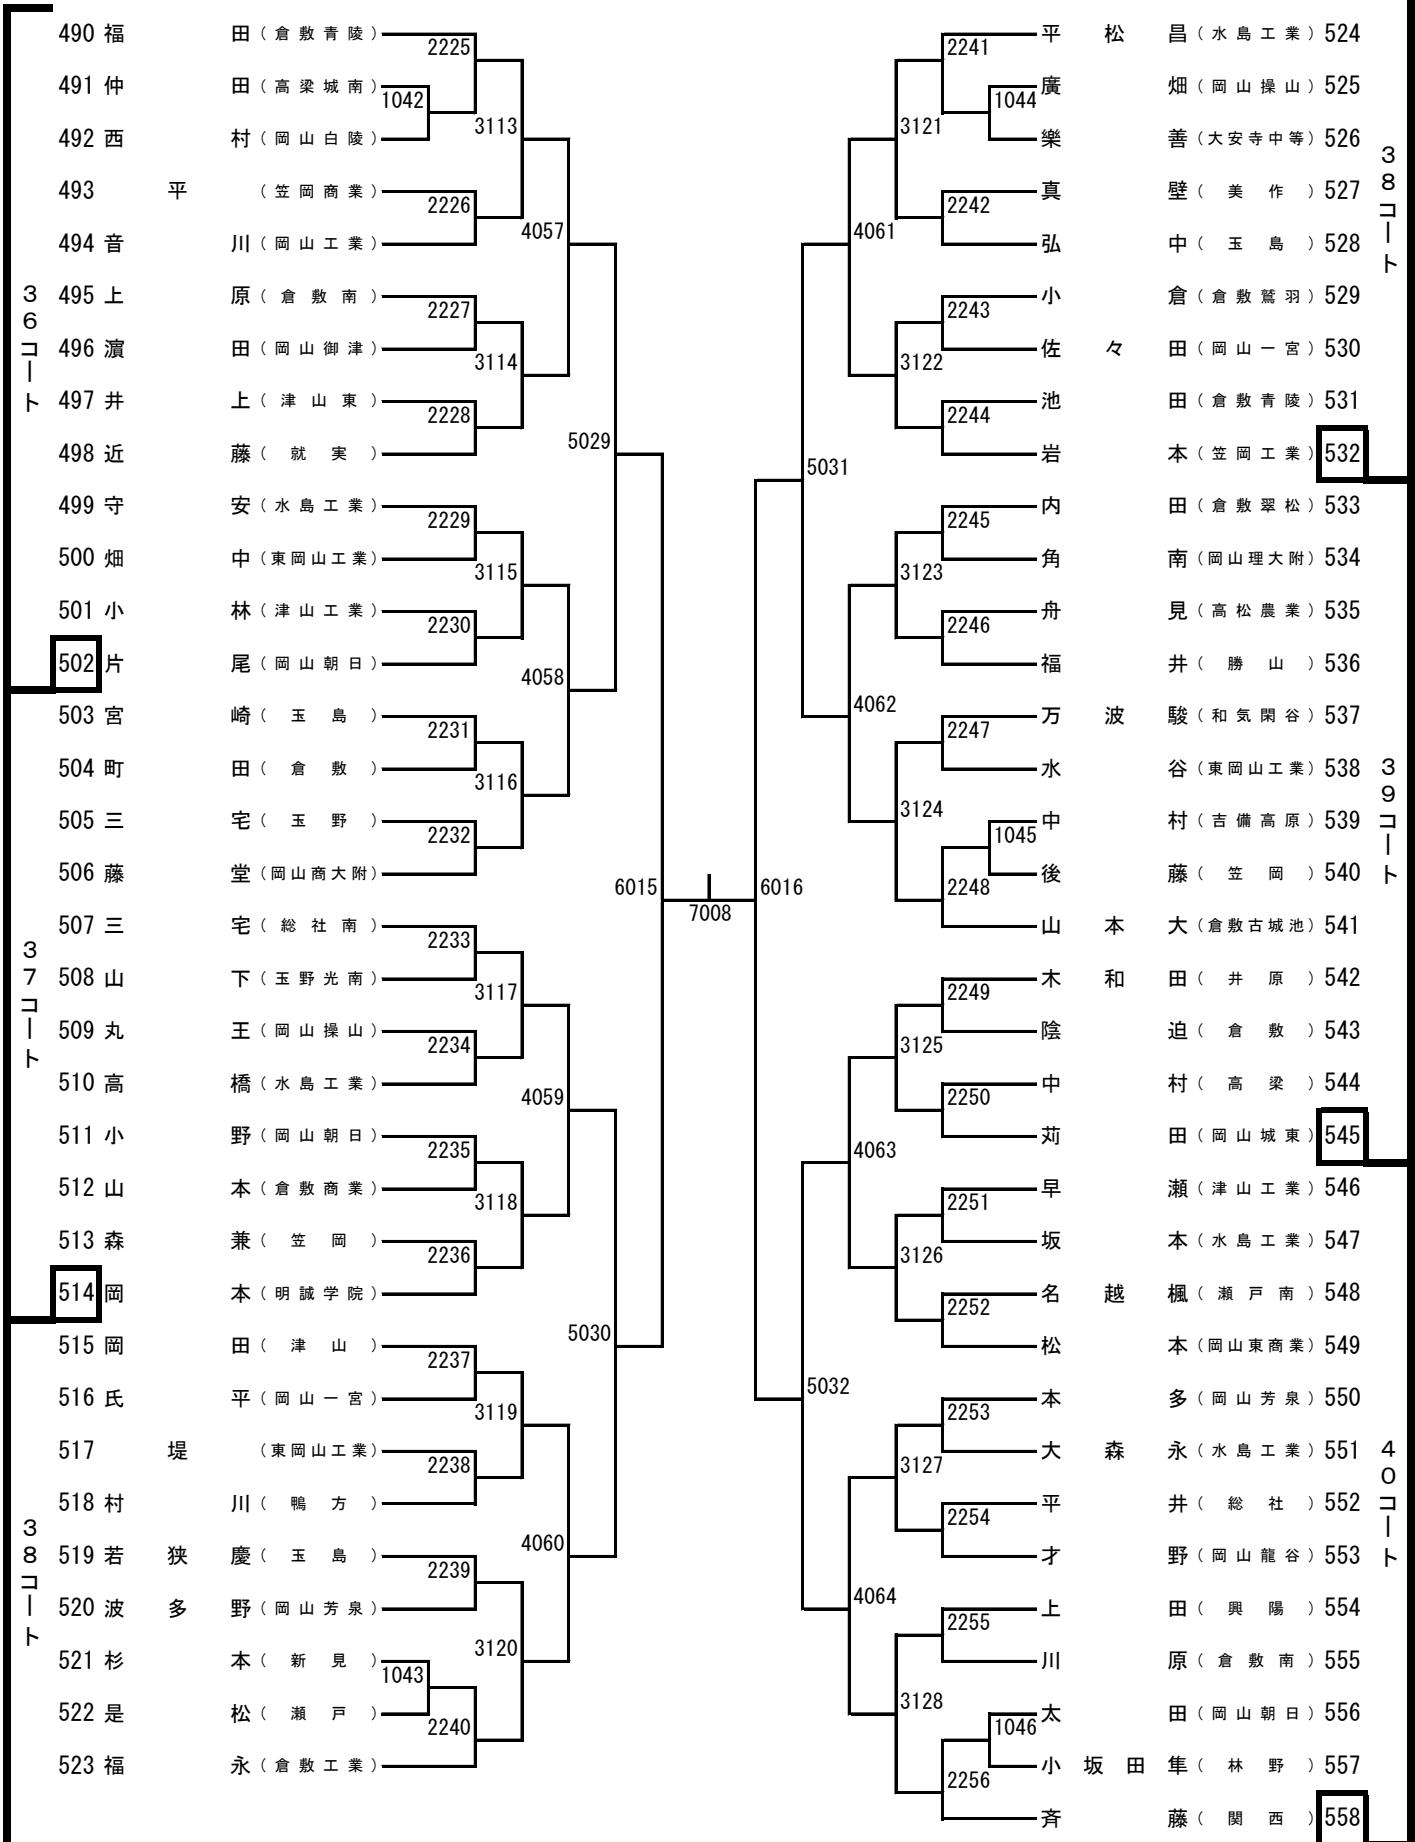 490 福田（倉敷青陵）
2225
491 仲田（高梁城南）
1042
492 西村（岡山白陵）
3113
493 平（笠岡商業）
2226
494 音川（岡山工業）
4057
495 上原（倉敷南）
2227
496 濵田（岡山御津）
3114
497 井上（津山東）
2228
498 近藤（就実）
5029
499 守安（水島工業）
2229
500 畑中（東岡山工業）
3115
501 小林（津山工業）
2230
502 片尾（岡山朝日）
4058
36コート
503 宮崎（玉島）
2231
504 町田（倉敷）
3116
505 三宅（玉野）
2232
506 藤堂（岡山商大附）
6015
507 三宅（総社南）
2233
508 山下（玉野光南）
3117
509 丸王（岡山操山）
2234
510 高橋（水島工業）
4059
511 小野（岡山朝日）
2235
512 山本（倉敷商業）
3118
513 森兼（笠岡）
2236
514 岡本（明誠学院）
37コート
5030
515 岡田（津山）
2237
516 氏平（岡山一宮）
3119
517 堤（東岡山工業）
2238
518 村川（鴨方）
4060
519 若狭慶（玉島）
2239
520 波多野（岡山芳泉）
3120
521 杉本（新見）
1043
522 是松（瀬戸）
2240
523 福永（倉敷工業）
38コート
7008
平松昌（水島工業）524
2241
廣畑（岡山操山）525
1044
樂善（大安寺中等）526
3121
真壁（美作）527
2242
弘中（玉島）528
4061
小倉（倉敷鷲羽）529
2243
佐々田（岡山一宮）530
3122
池田（倉敷青陵）531
2244
岩本（笠岡工業）532
38コート
5031
内田（倉敷翠松）533
2245
角南（岡山理大附）534
3123
舟見（高松農業）535
2246
福井（勝山）536
4062
万波駿（和気閑谷）537
2247
水谷（東岡山工業）538
3124
中村（吉備高原）539
1045
後藤（笠岡）540
2248
山本大（倉敷古城池）541
6016
木和田（井原）542
2249
陰迫（倉敷）543
3125
中村（高梁）544
2250
苅田（岡山城東）545
39コート
4063
早瀬（津山工業）546
2251
坂本（水島工業）547
3126
名越楓（瀬戸南）548
2252
松本（岡山東商業）549
5032
本多（岡山芳泉）550
2253
大森永（水島工業）551
3127
平井（総社）552
2254
才野（岡山龍谷）553
4064
上田（興陽）554
2255
川原（倉敷南）555
3128
太田（岡山朝日）556
1046
小坂田隼（林野）557
2256
斉藤（関西）558
40コート